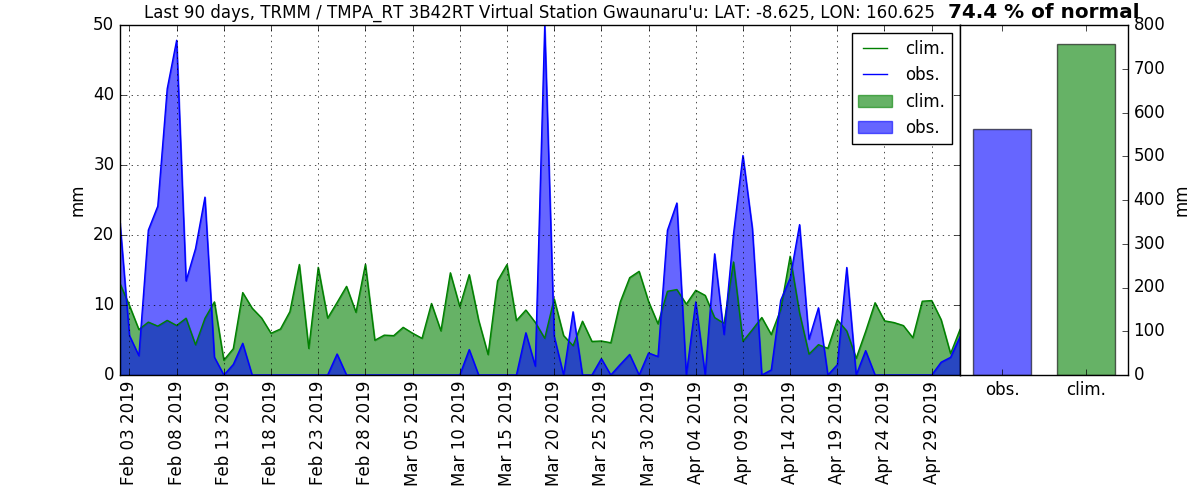 Last 90 days, TRMM / TMPA_RT 3B42RT Virtual Station Gwaunaru'u: LAT: -8.625, LON: 160.625 74.4 % of normal
50
40
30
20
10
0
mm
clim.
obs.
clim.
obs.
800
700
600
500
400
300
200
100
0
mm
Feb 03 2019
Feb 08 2019
Feb 13 2019
Feb 18 2019
Feb 23 2019
Feb 28 2019
Mar 05 2019
Mar 10 2019
Mar 15 2019
Mar 20 2019
Mar 25 2019
Mar 30 2019
Apr 04 2019
Apr 09 2019
Apr 14 2019
Apr 19 2019
Apr 24 2019
Apr 29 2019
obs.
clim.